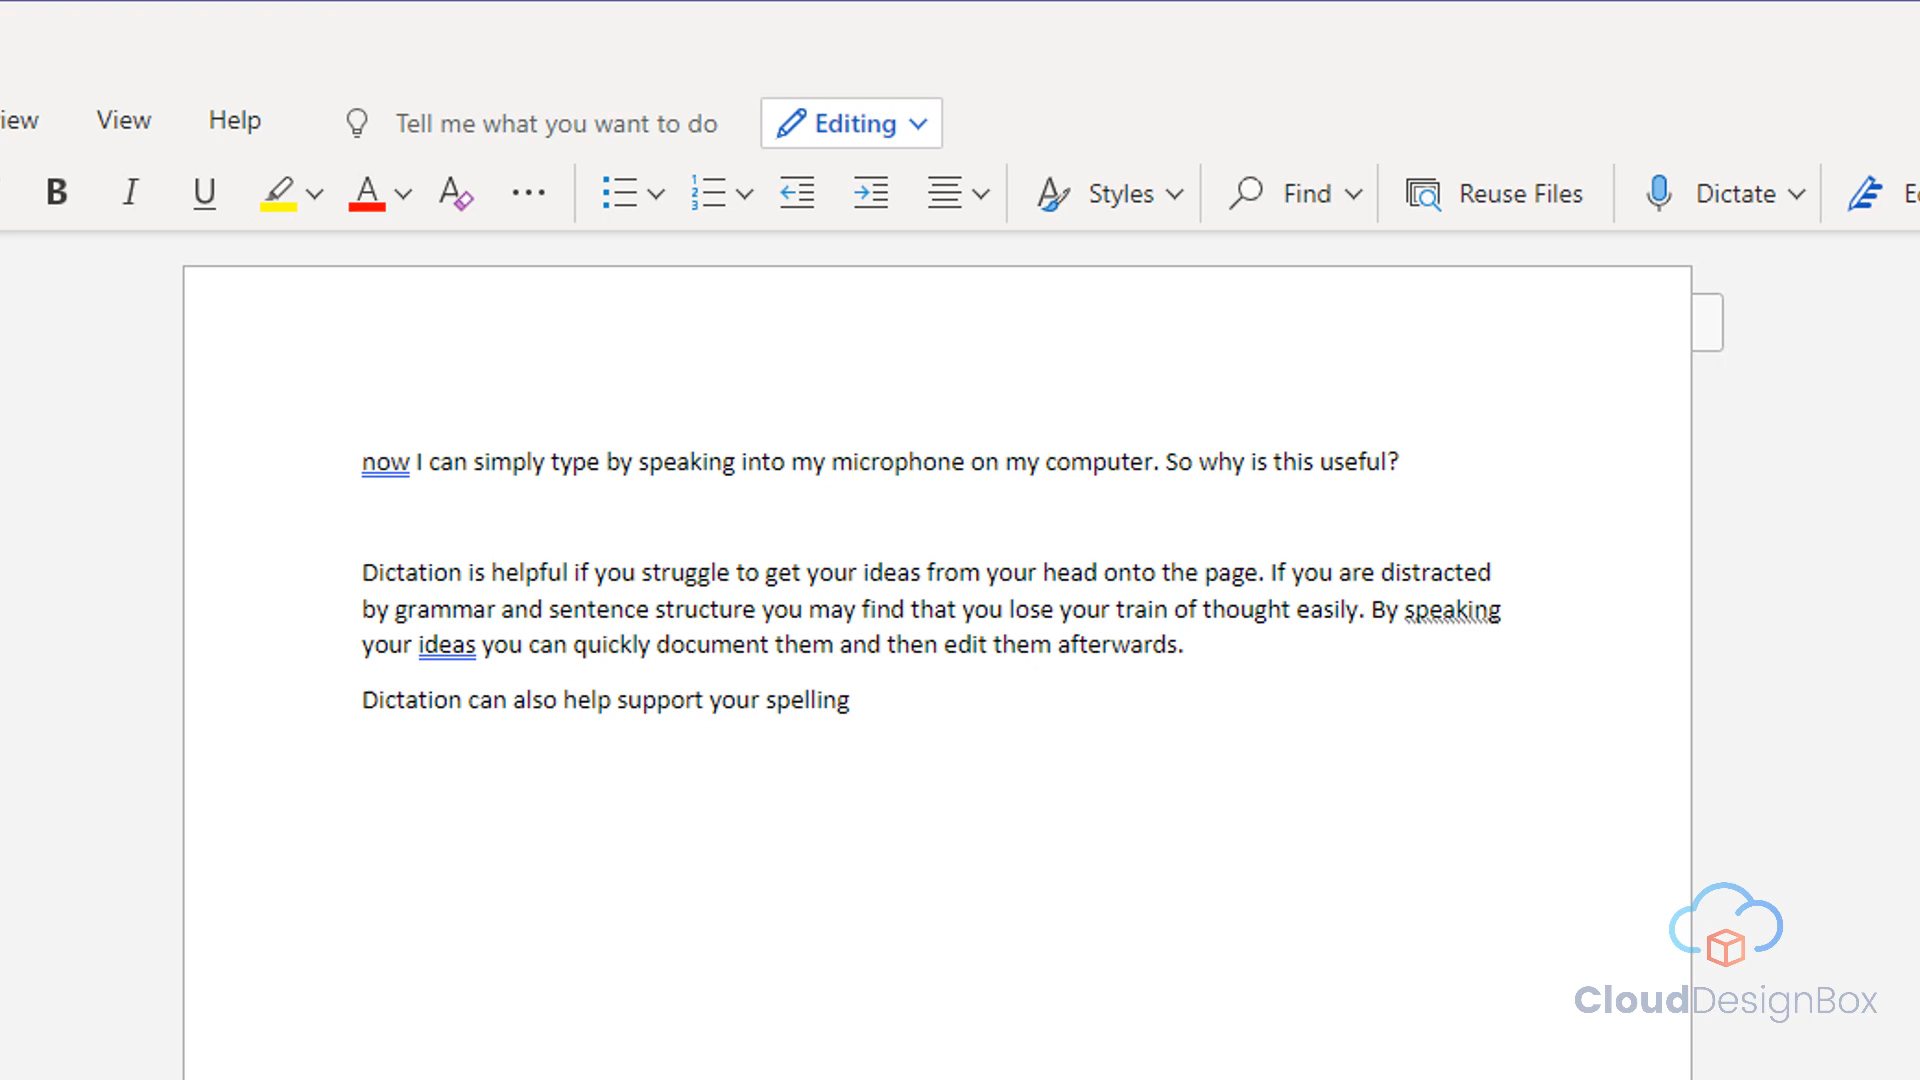 iew View Help Tell me what you want to do Editing
B I U A A ... 1 2 3 Styles Find Reuse Files Dictate
now I can simply type by speaking into my microphone on my computer. So why is this useful?
Dictation is helpful if you struggle to get your ideas from your head onto the page. If you are distracted
by grammar and sentence structure you may find that you lose your train of thought easily. By speaking
your ideas you can quickly document them and then edit them afterwards.
Dictation can also help support your spelling
CloudDesignBox